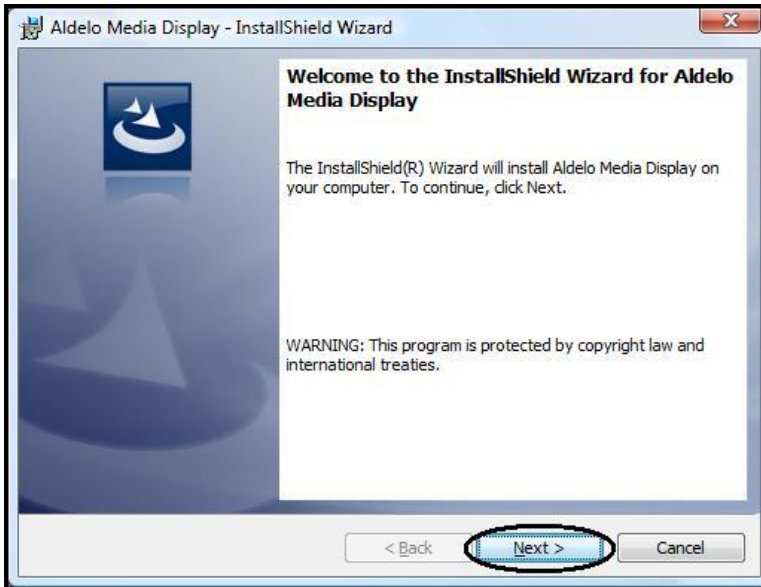 Aldelo Media Display - InstallShield Wizard
X
Welcome to the InstallShield Wizard for Aldelo
Media Display
The InstallShield(R) Wizard will install Aldelo Media Display on
your computer. To continue, click Next.
WARNING: This program is protected by copyright law and
international treaties.
< Back Next > Cancel